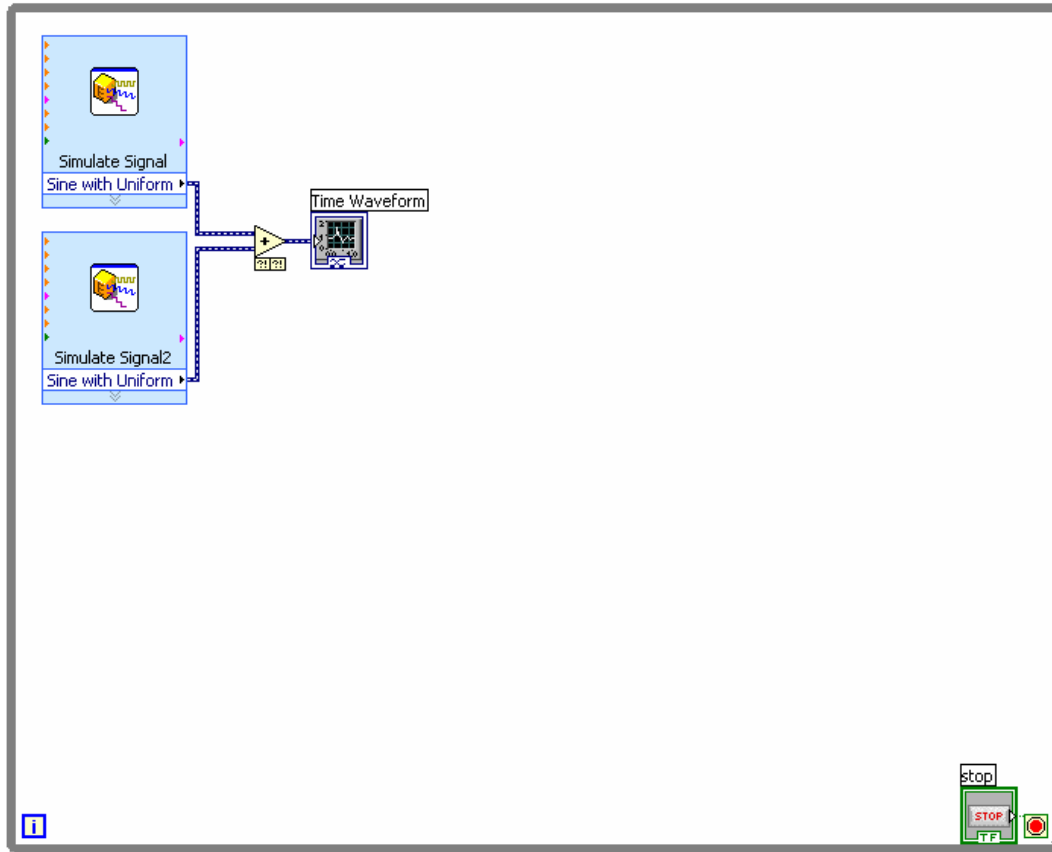 Simulate Signal
Sine with Uniform
Time Waveform
+
?! ?!
Simulate Signal2
Sine with Uniform
stop
STOP
TF
i